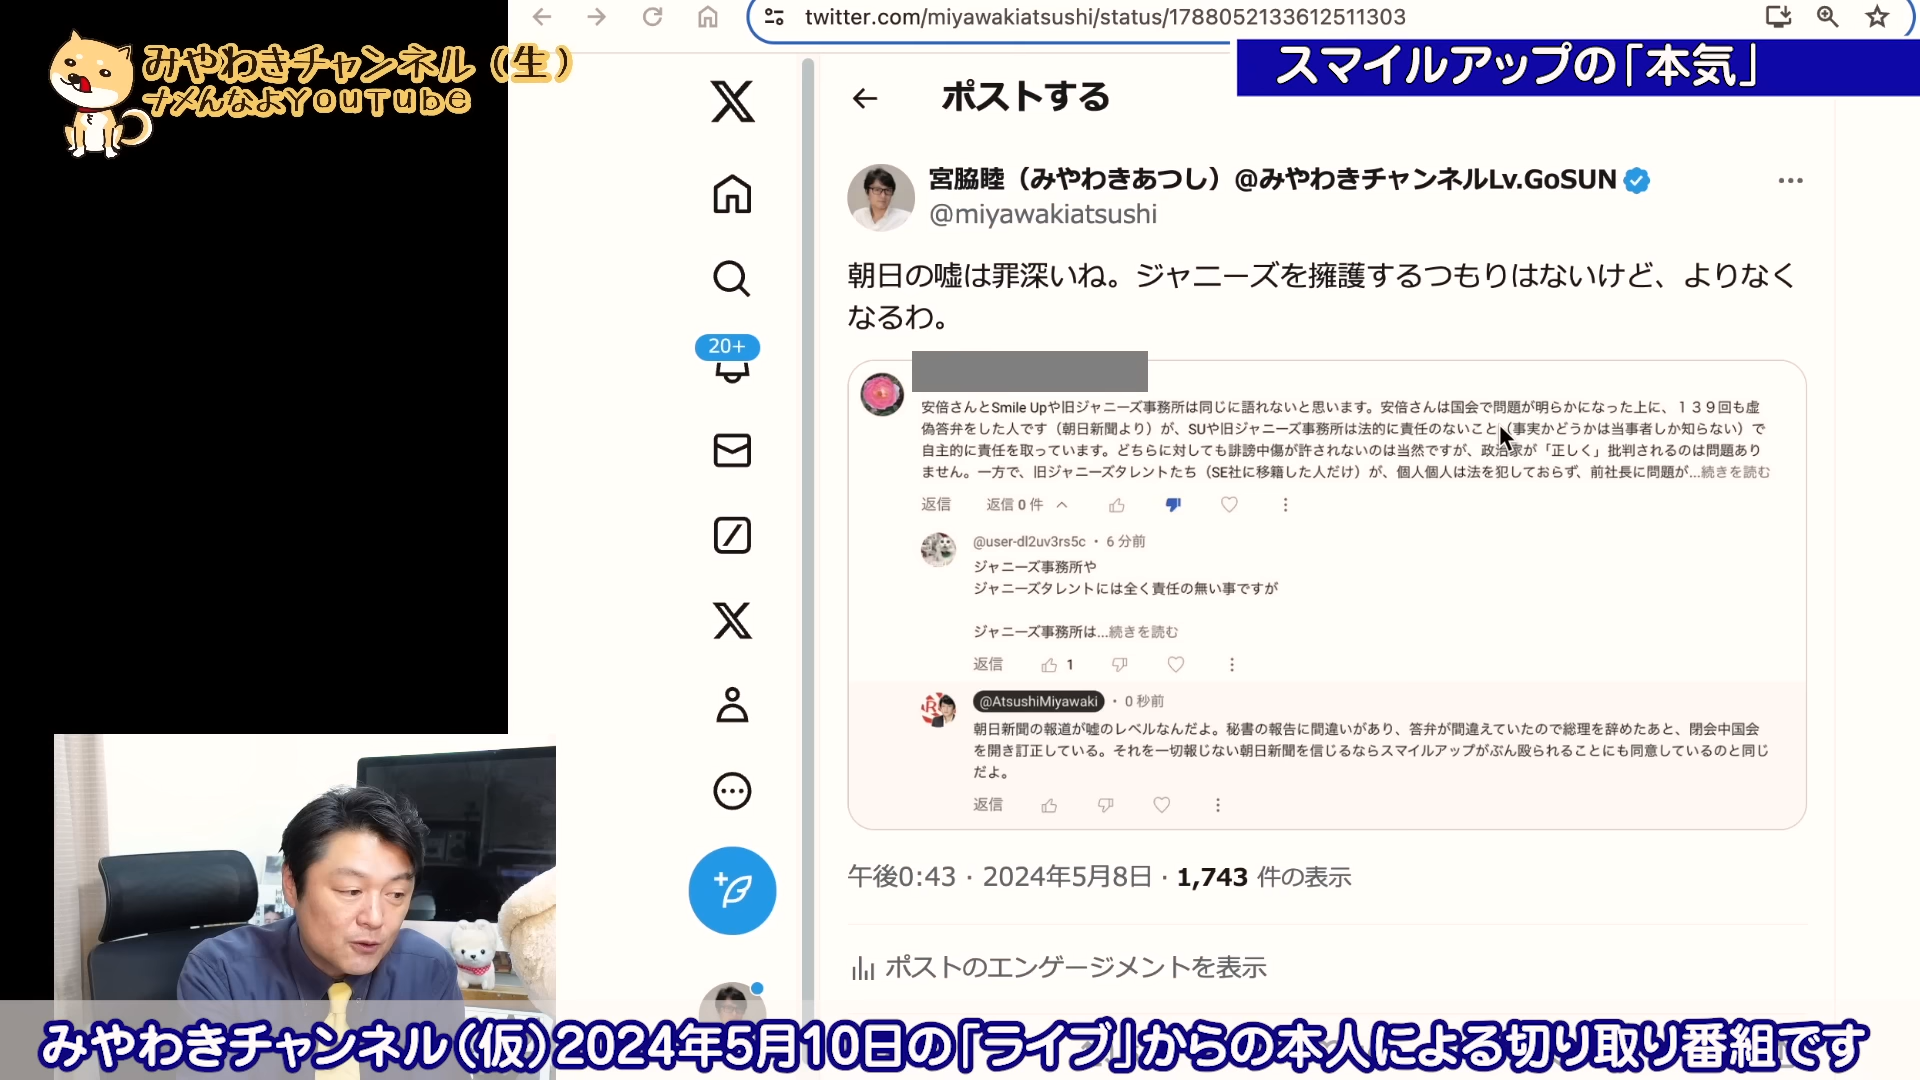 twitter.com/miyawakiatsushi/status/1788052133612511303
みやわきチャンネル（生）
ナメんなよYouTube
スマイルアップの「本気」
ポストする
宮脇睦（みやわきあつし）@みやわきチャンネルLv.GoSUN
@miyawakiatsushi
朝日の嘘は罪深いね。ジャニーズを擁護するつもりはないけど、よりなく
なるわ。
20+
安倍さんとSmile Upや旧ジャニーズ事務所は同じに語れないと思います。安倍さんは国会で問題が明らかになった上に、１３９回も虚
偽答弁をした人です（朝日新聞より）が、SUや旧ジャニーズ事務所は法的に責任のないこと（事実かどうかは当事者しか知らない）で
自主的に責任を取っています。どちらに対しても誹謗中傷が許されないのは当然ですが、政治家が「正しく」批判されるのは問題あり
ません。一方で、旧ジャニーズタレントたち（SE社に移籍した人だけ）が、個人個人は法を犯しておらず、前社長に問題が...続きを読む
返信 返信 0 件
@user-dl2uv3rs5c ・ 6 分前
ジャニーズ事務所や
ジャニーズタレントには全く責任の無い事ですが
ジャニーズ事務所は...続きを読む
返信 1
@AtsushiMiyawaki ・ 0 秒前
朝日新聞の報道が嘘のレベルなんだよ。秘書の報告に間違いがあり、答弁が間違えていたので総理を辞めたあと、閉会中国会
を開き訂正している。それを一切報じない朝日新聞を信じるならスマイルアップがぶん殴られることにも同意しているのと同じ
だよ。
返信
午後0:43 · 2024年5月8日 · 1,743 件の表示
ポストのエンゲージメントを表示
みやわきチャンネル（仮）2024年5月10日の「ライブ」からの本人による切り取り番組です